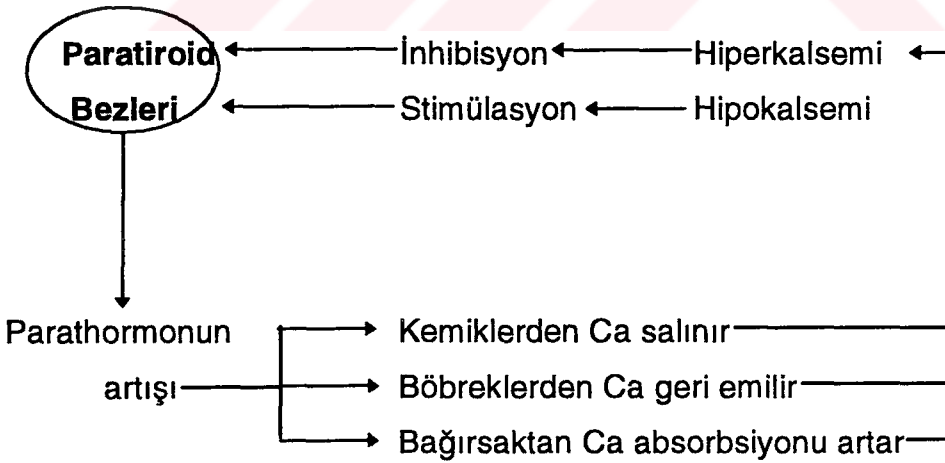 Paratiroid İnhibisyon Hiperkalsemi
Bezleri Stimülasyon Hipokalsemi
Parathormonun Kemiklerden Ca salınır
artışı Böbreklerden Ca geri emilir
Bağırsaktan Ca absorbsiyonu artar